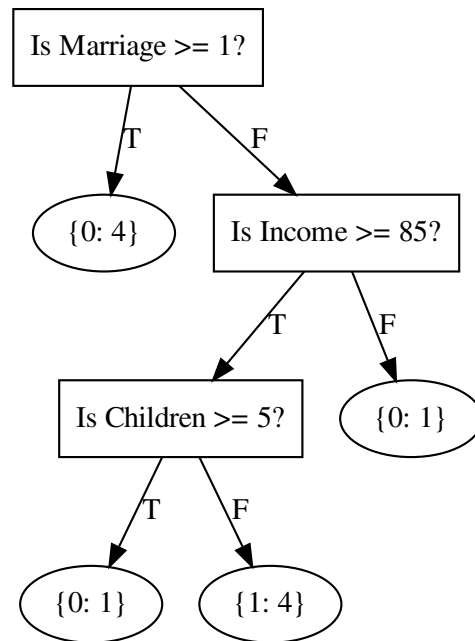 Is Marriage >= 1?
T
F
{0: 4}
Is Income >= 85?
T
F
Is Children >= 5?
{0: 1}
T
F
{0: 1}
{1: 4}